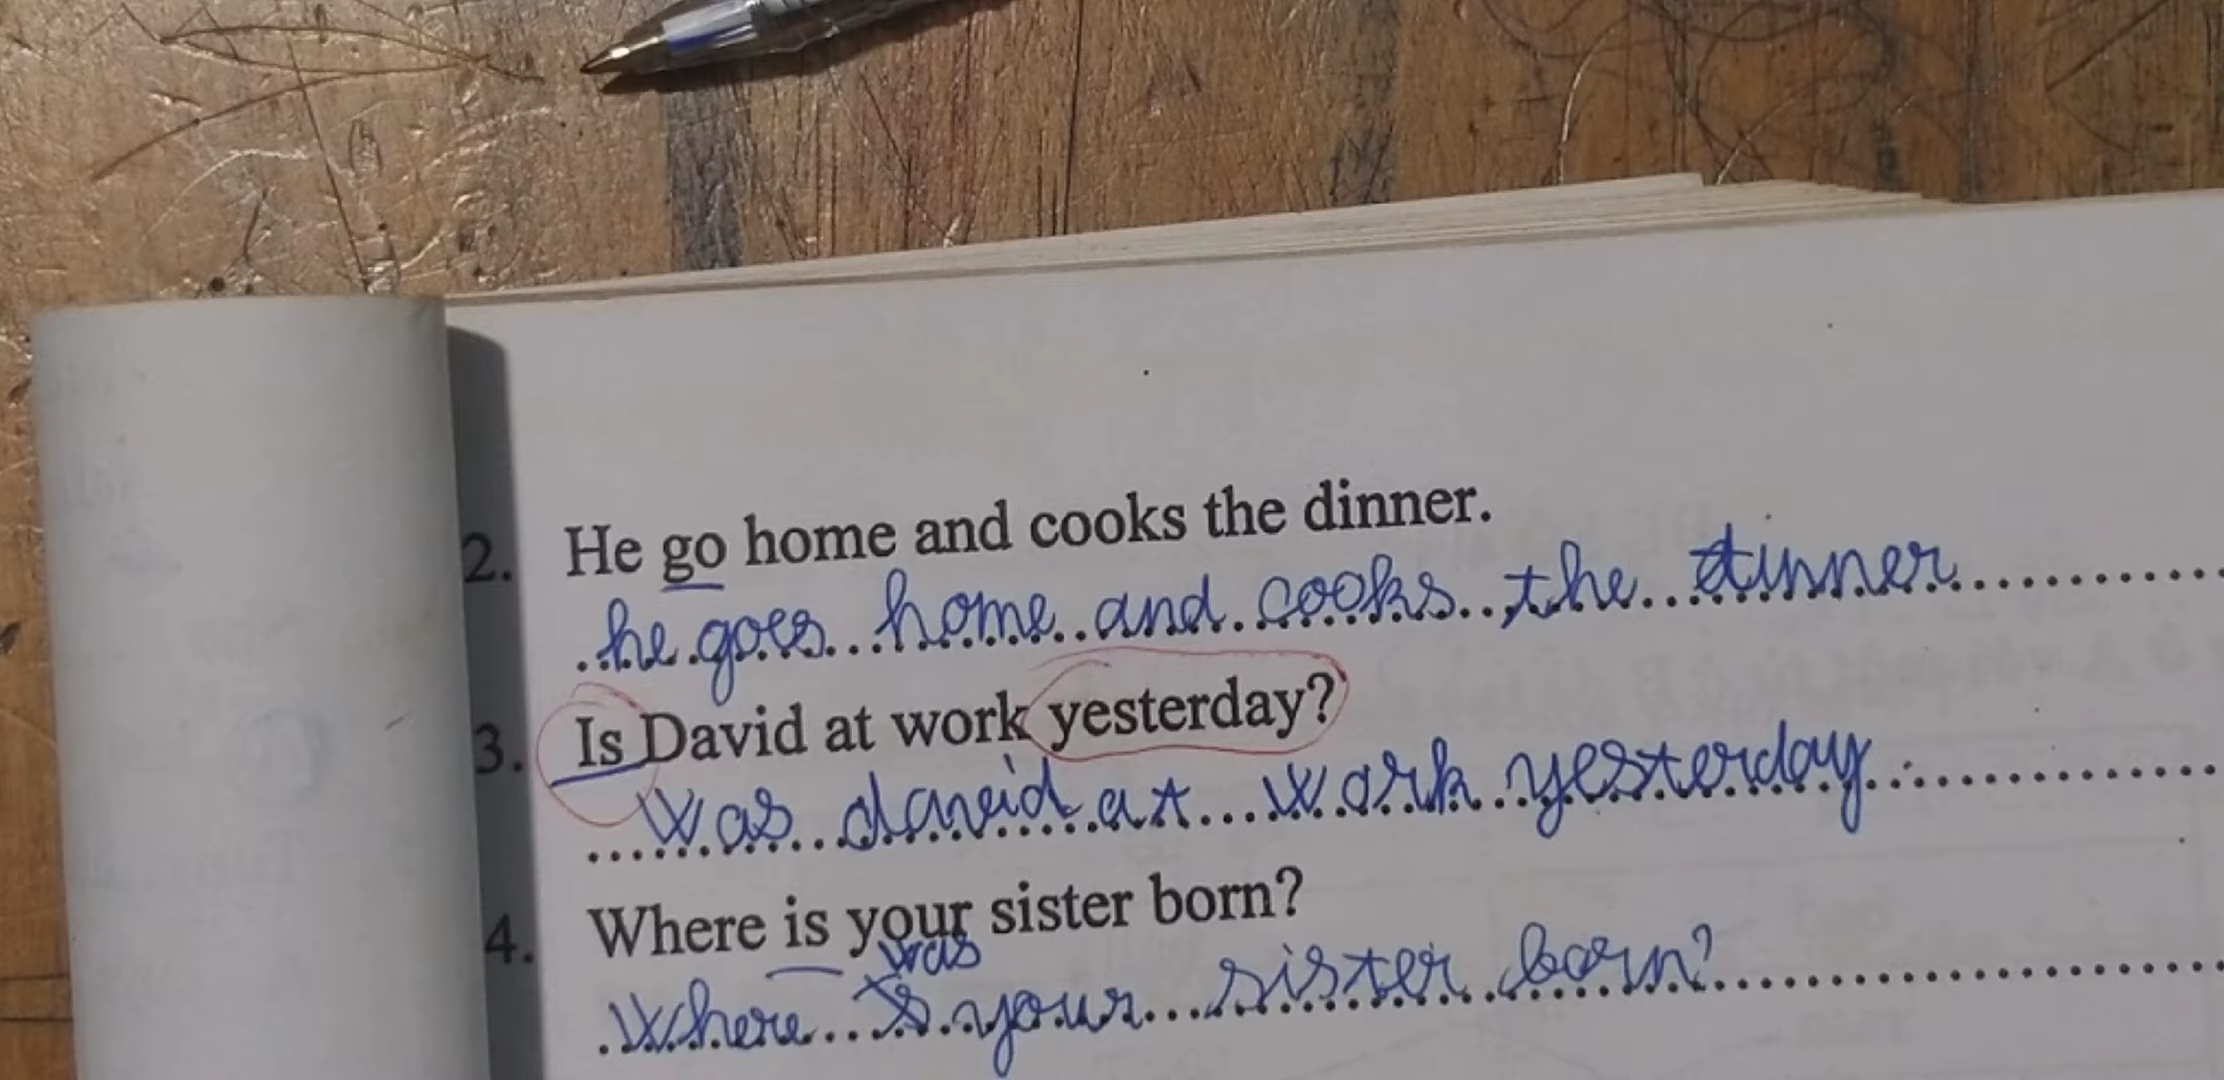 2. He go home and cooks the dinner.
he goes home and cooks the dinner
3. Is David at work yesterday?
Was david at work yesterday
4. Where is your sister born?
was
Where is your sister born?